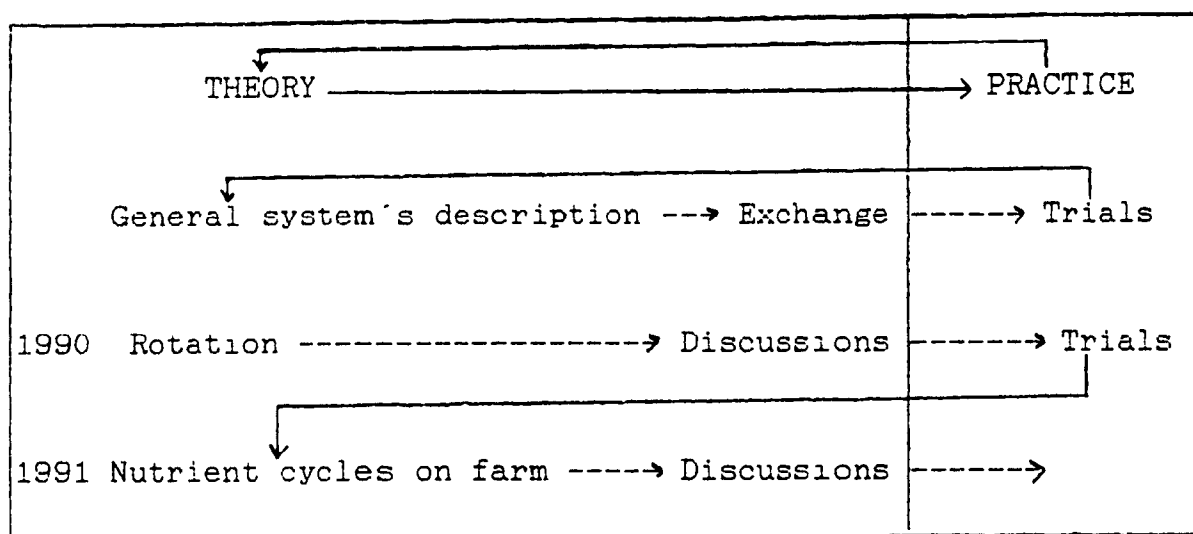 THEORY PRACTICE
General system´s description Exchange Trials
1990 Rotation Discussions Trials
1991 Nutrient cycles on farm Discussions